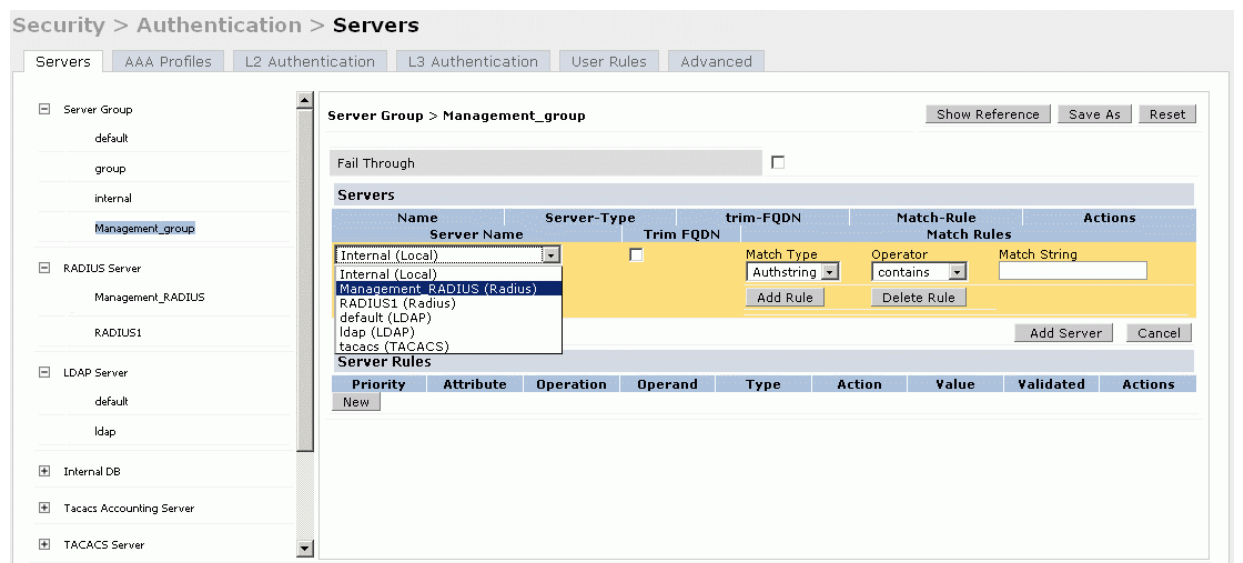 Security > Authentication > Servers
Servers AAA Profiles L2 Authentication L3 Authentication User Rules Advanced
Server Group
default
group
internal
Management_group
RADIUS Server
Management_RADIUS
RADIUS1
LDAP Server
default
ldap
Internal DB
Tacacs Accounting Server
TACACS Server
Server Group > Management_group
Show Reference Save As Reset
Fail Through
Servers
Name Server-Type trim-FQDN Match-Rule Actions
Server Name Trim FQDN Match Rules
Internal (Local)
Internal (Local)
Management_RADIUS (Radius)
RADIUS1 (Radius)
default (LDAP)
ldap (LDAP)
tacacs (TACACS)
Match Type Operator Match String
Authstring contains
Add Rule Delete Rule
Add Server Cancel
Server Rules
Priority Attribute Operation Operand Type Action Value Validated Actions
New